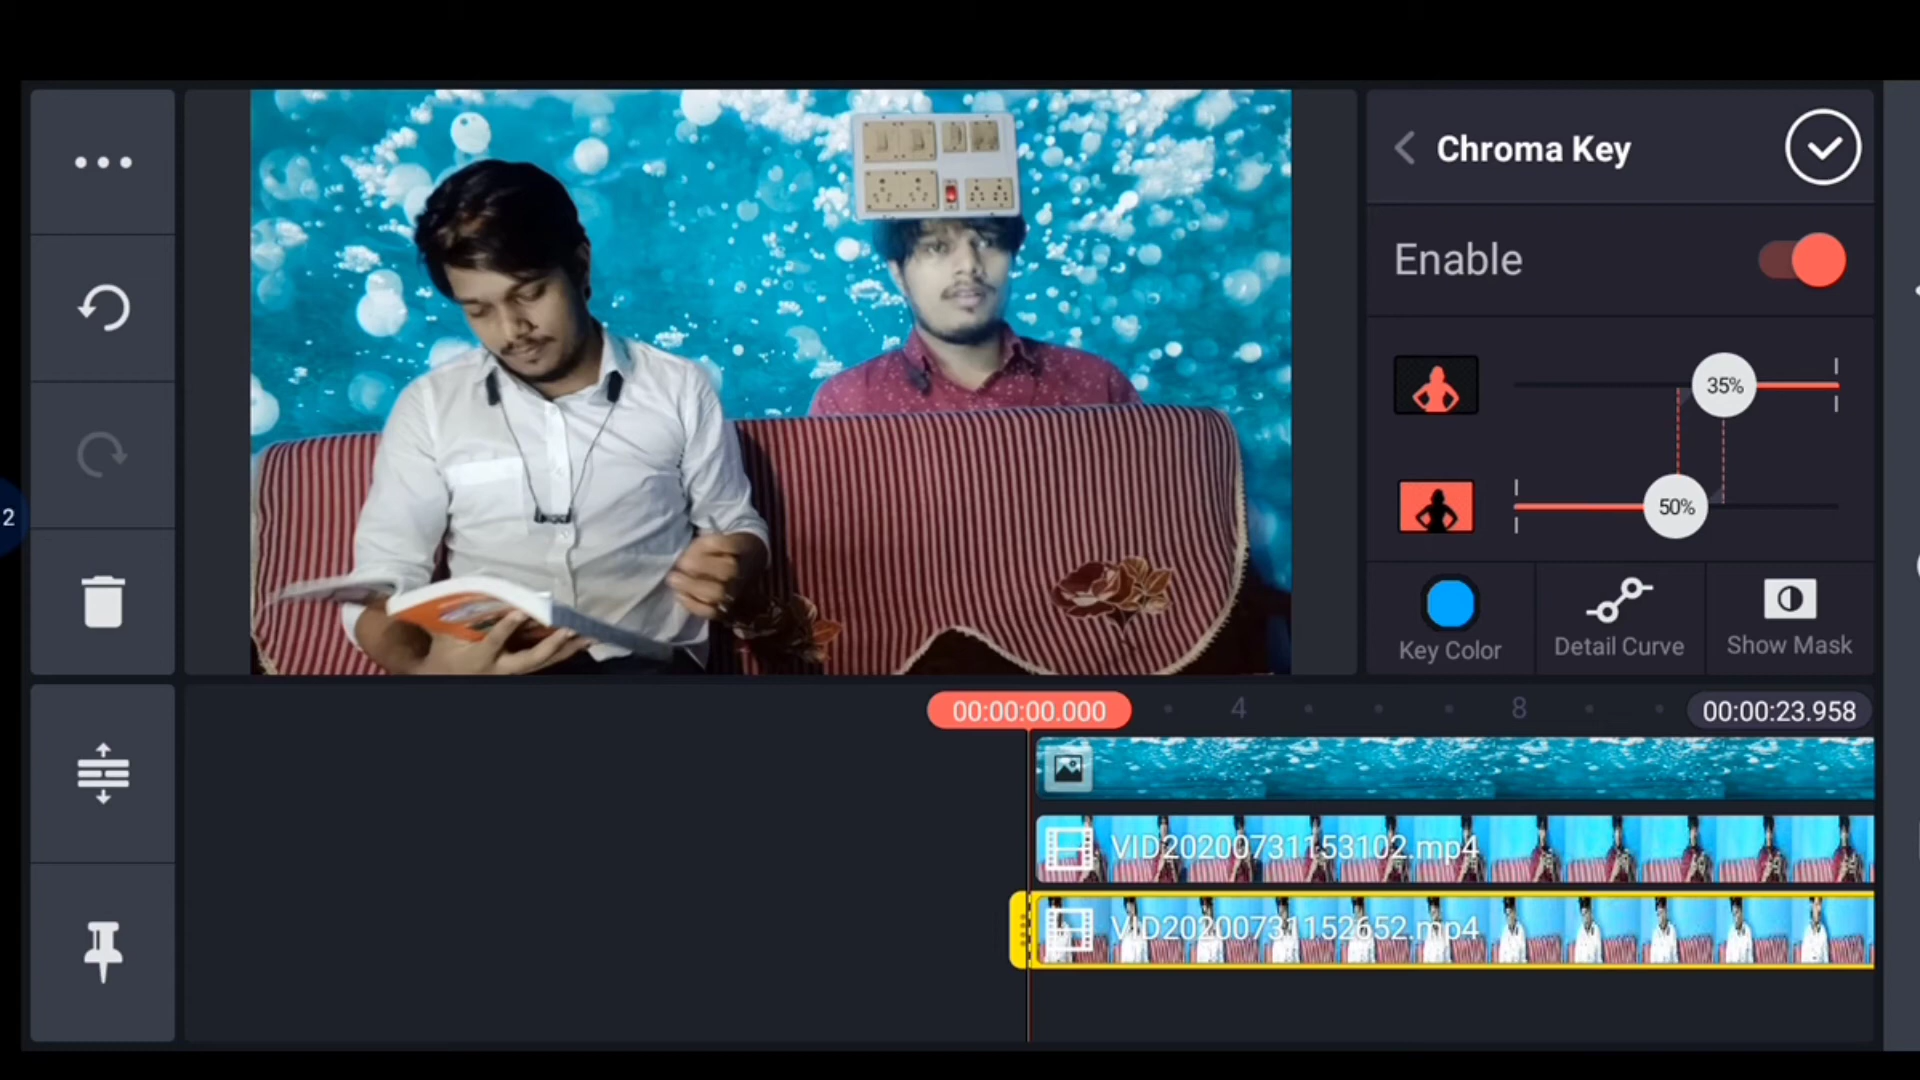 Chroma Key
Enable
35%
50%
2
Key Color
Detail Curve
Show Mask
00:00:00.000
4
8
00:00:23.958
VID20200731153102.mp4
VID20200731152652.mp4